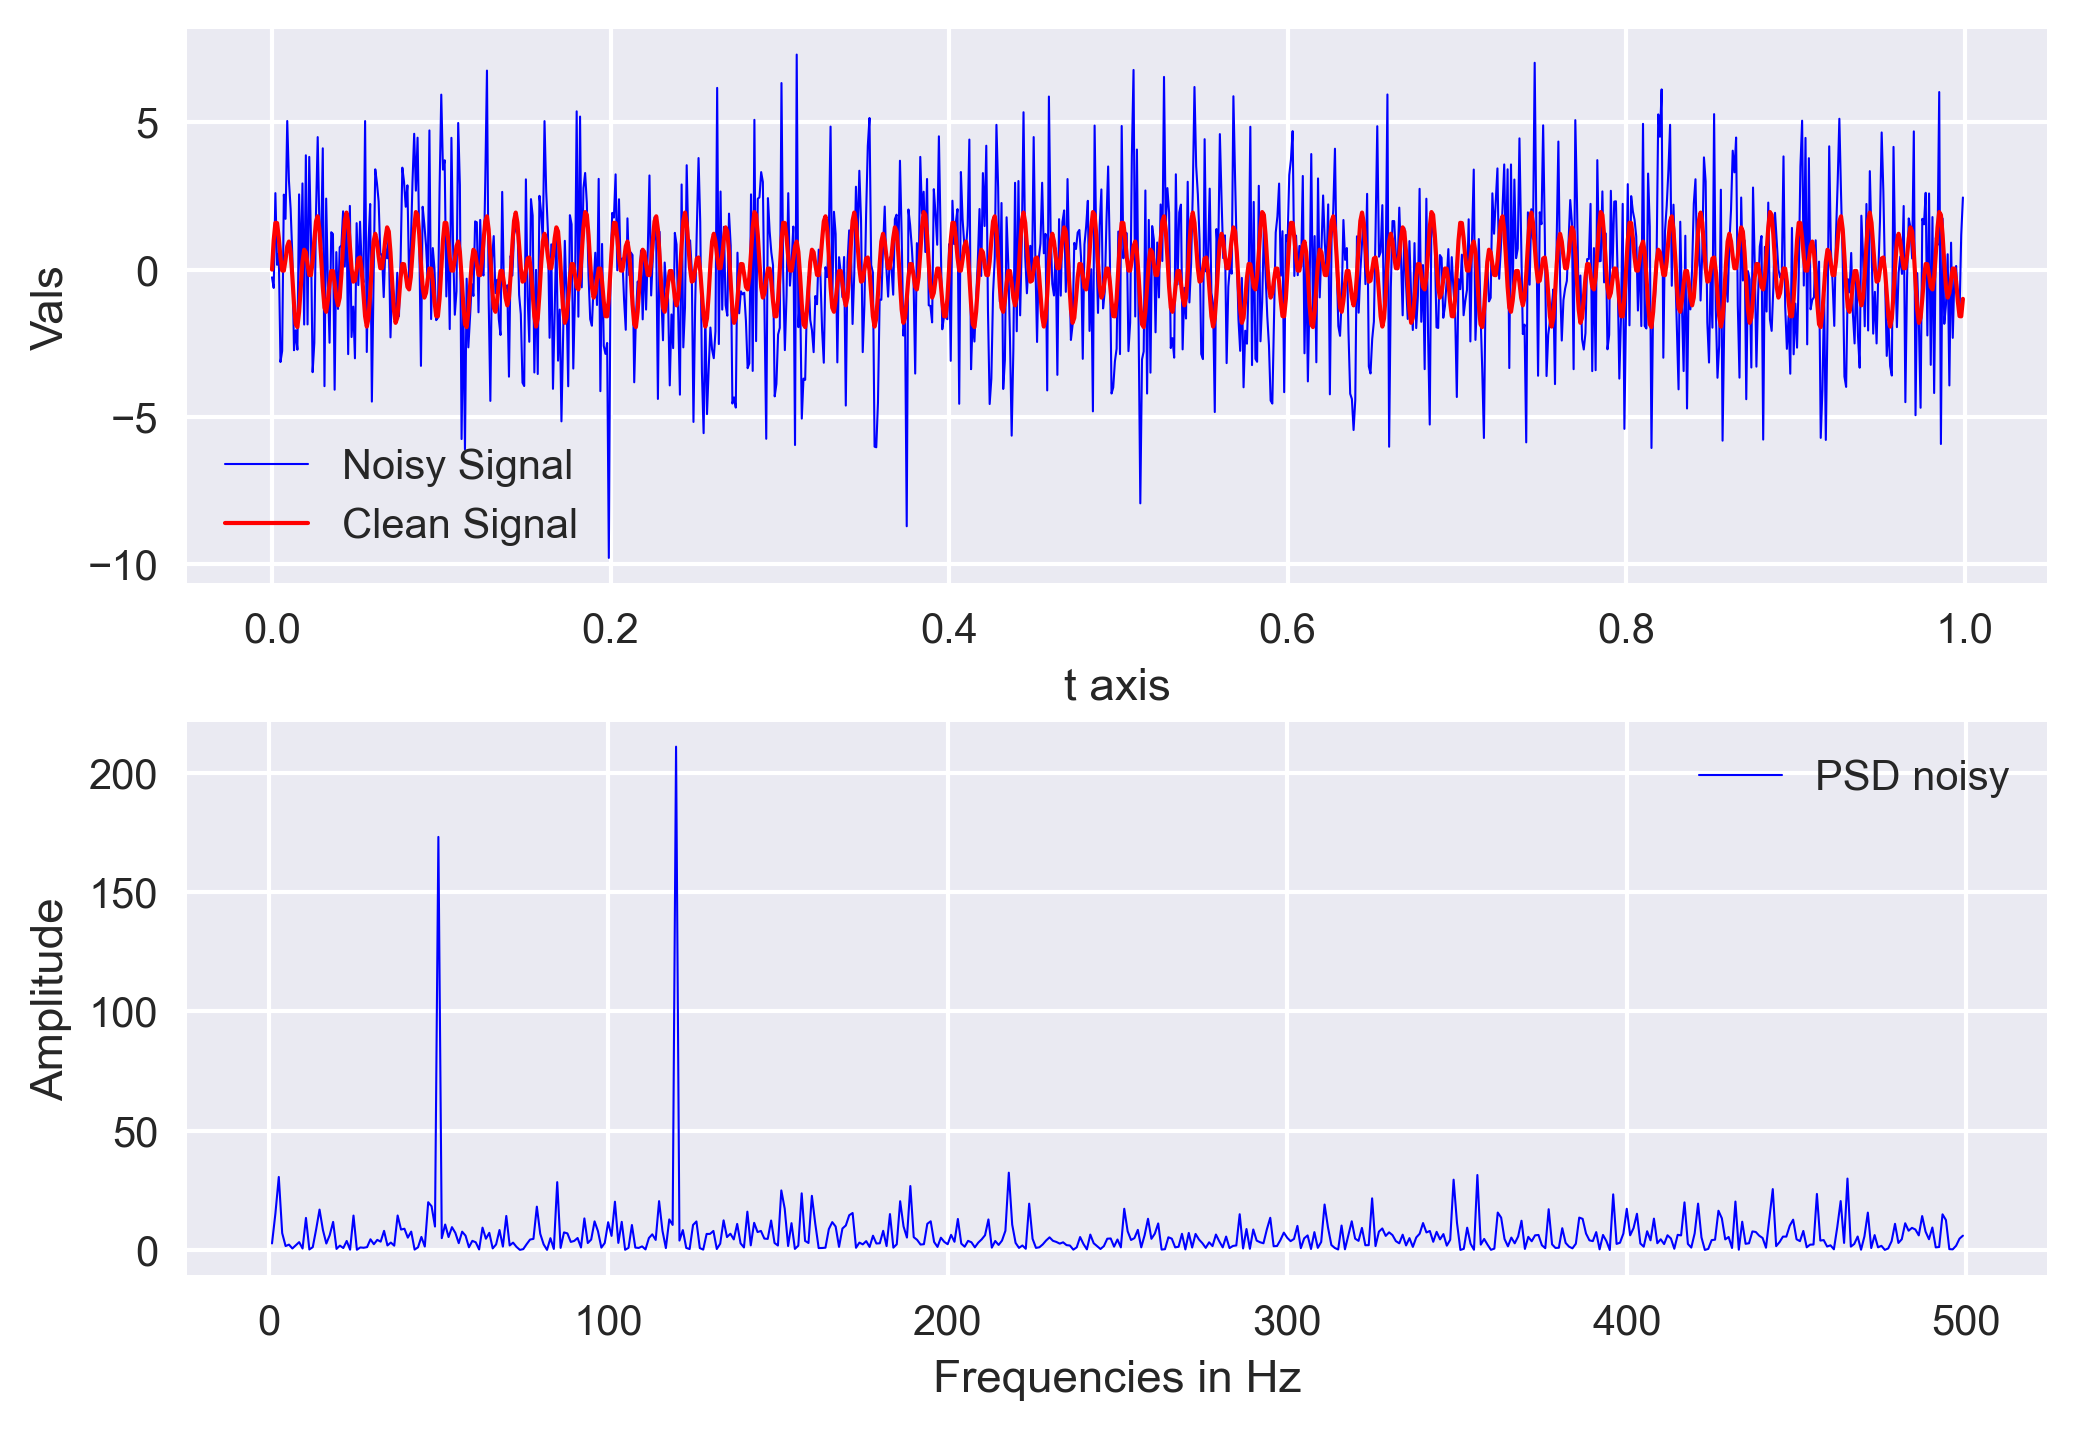 Vals
5
0
−5
−10
Noisy Signal
Clean Signal
0.0 0.2 0.4 0.6 0.8 1.0
t axis
Amplitude
200
150
100
50
0
PSD noisy
0 100 200 300 400 500
Frequencies in Hz